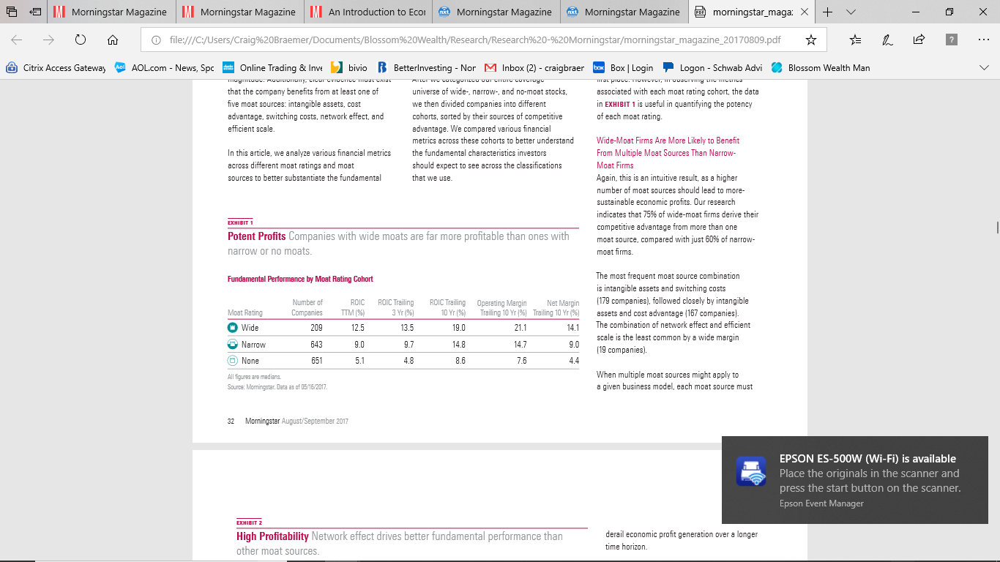 Morningstar Magazine
Morningstar Magazine
An Introduction to Ecor
Morningstar Magazine
Morningstar Magazine
morningstar_maga:
file:///C:/Users/Craig%20Braemer/Documents/Blossom%20Wealth/Research/Research%20-%20Morningstar/morningstar_magazine_20170809.pdf
Citrix Access Gateway
AOL.com - News, Spc
Online Trading & Inve
bivio
BetterInvesting - Nor
Inbox (2) - craigbraer
Box | Login
Logon - Schwab Advi
Blossom Wealth Man
magnitude. Additionally, clear evidence must exist
that the company benefits from at least one of
five moat sources: intangible assets, cost
advantage, switching costs, network effect, and
efficient scale.
In this article, we analyze various financial metrics
across different moat ratings and moat
sources to better substantiate the fundamental
After we categorized our entire coverage
universe of wide-, narrow-, and no-moat stocks,
we then divided companies into different
cohorts, sorted by their sources of competitive
advantage. We compared various financial
metrics across these cohorts to better understand
the fundamental characteristics investors
should expect to see across the classifications
that we use.
first place. However, in observing the metrics
associated with each moat rating cohort, the data
in EXHIBIT 1 is useful in quantifying the potency
of each moat rating.
Wide-Moat Firms Are More Likely to Benefit
From Multiple Moat Sources Than Narrow-
Moat Firms
Again, this is an intuitive result, as a higher
number of moat sources should lead to more-
sustainable economic profits. Our research
indicates that 75% of wide-moat firms derive their
competitive advantage from more than one
moat source, compared with just 60% of narrow-
moat firms.
The most frequent moat source combination
is intangible assets and switching costs
(179 companies), followed closely by intangible
assets and cost advantage (167 companies).
The combination of network effect and efficient
scale is the least common by a wide margin
(19 companies).
When multiple moat sources might apply to
a given business model, each moat source must
EXHIBIT 1
Potent Profits Companies with wide moats are far more profitable than ones with
narrow or no moats.
Fundamental Performance by Moat Rating Cohort
Number of ROIC ROIC Trailing ROIC Trailing Operating Margin Net Margin
Moat Rating Companies TTM (%) 3 Yr (%) 10 Yr (%) Trailing 10 Yr (%) Trailing 10 Yr (%)
Wide 209 12.5 13.5 19.0 21.1 14.1
Narrow 643 9.0 9.7 14.8 14.7 9.0
None 651 5.1 4.8 8.6 7.6 4.4
All figures are medians.
Source: Morningstar. Data as of 05/16/2017.
32 Morningstar August/September 2017
EPSON ES-500W (Wi-Fi) is available
Place the originals in the scanner and
press the start button on the scanner.
Epson Event Manager
EXHIBIT 2
High Profitability Network effect drives better fundamental performance than
other moat sources.
derail economic profit generation over a longer
time horizon.